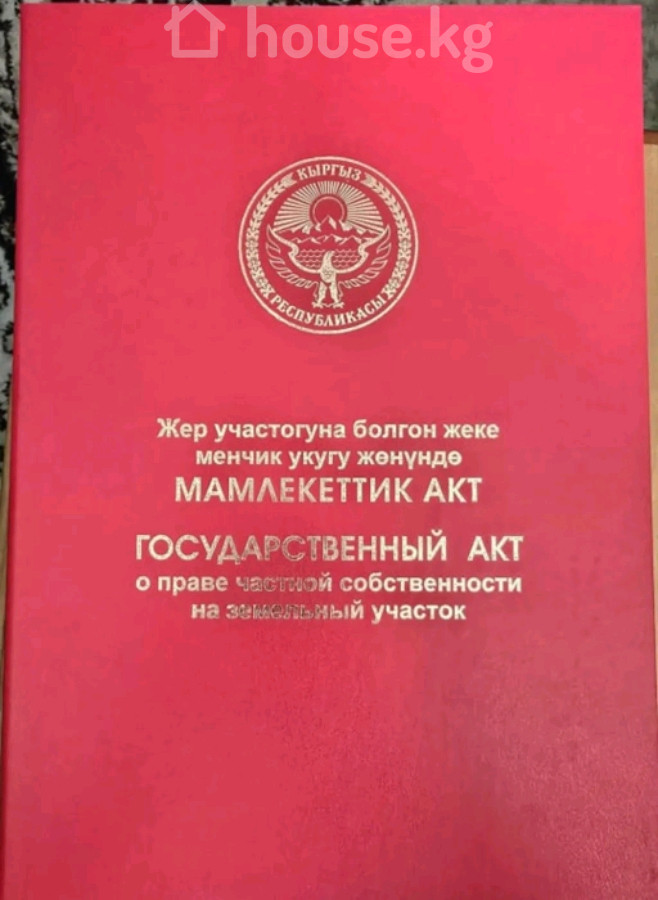 house.kg
КЫРГЫЗ
РЕСПУБЛИКАСЫ
Жер участогуна болгон жеке
менчик укугу жөнүндө
МАМЛЕКЕТТИК АКТ
ГОСУДАРСТВЕННЫЙ АКТ
о праве частной собственности
на земельный участок